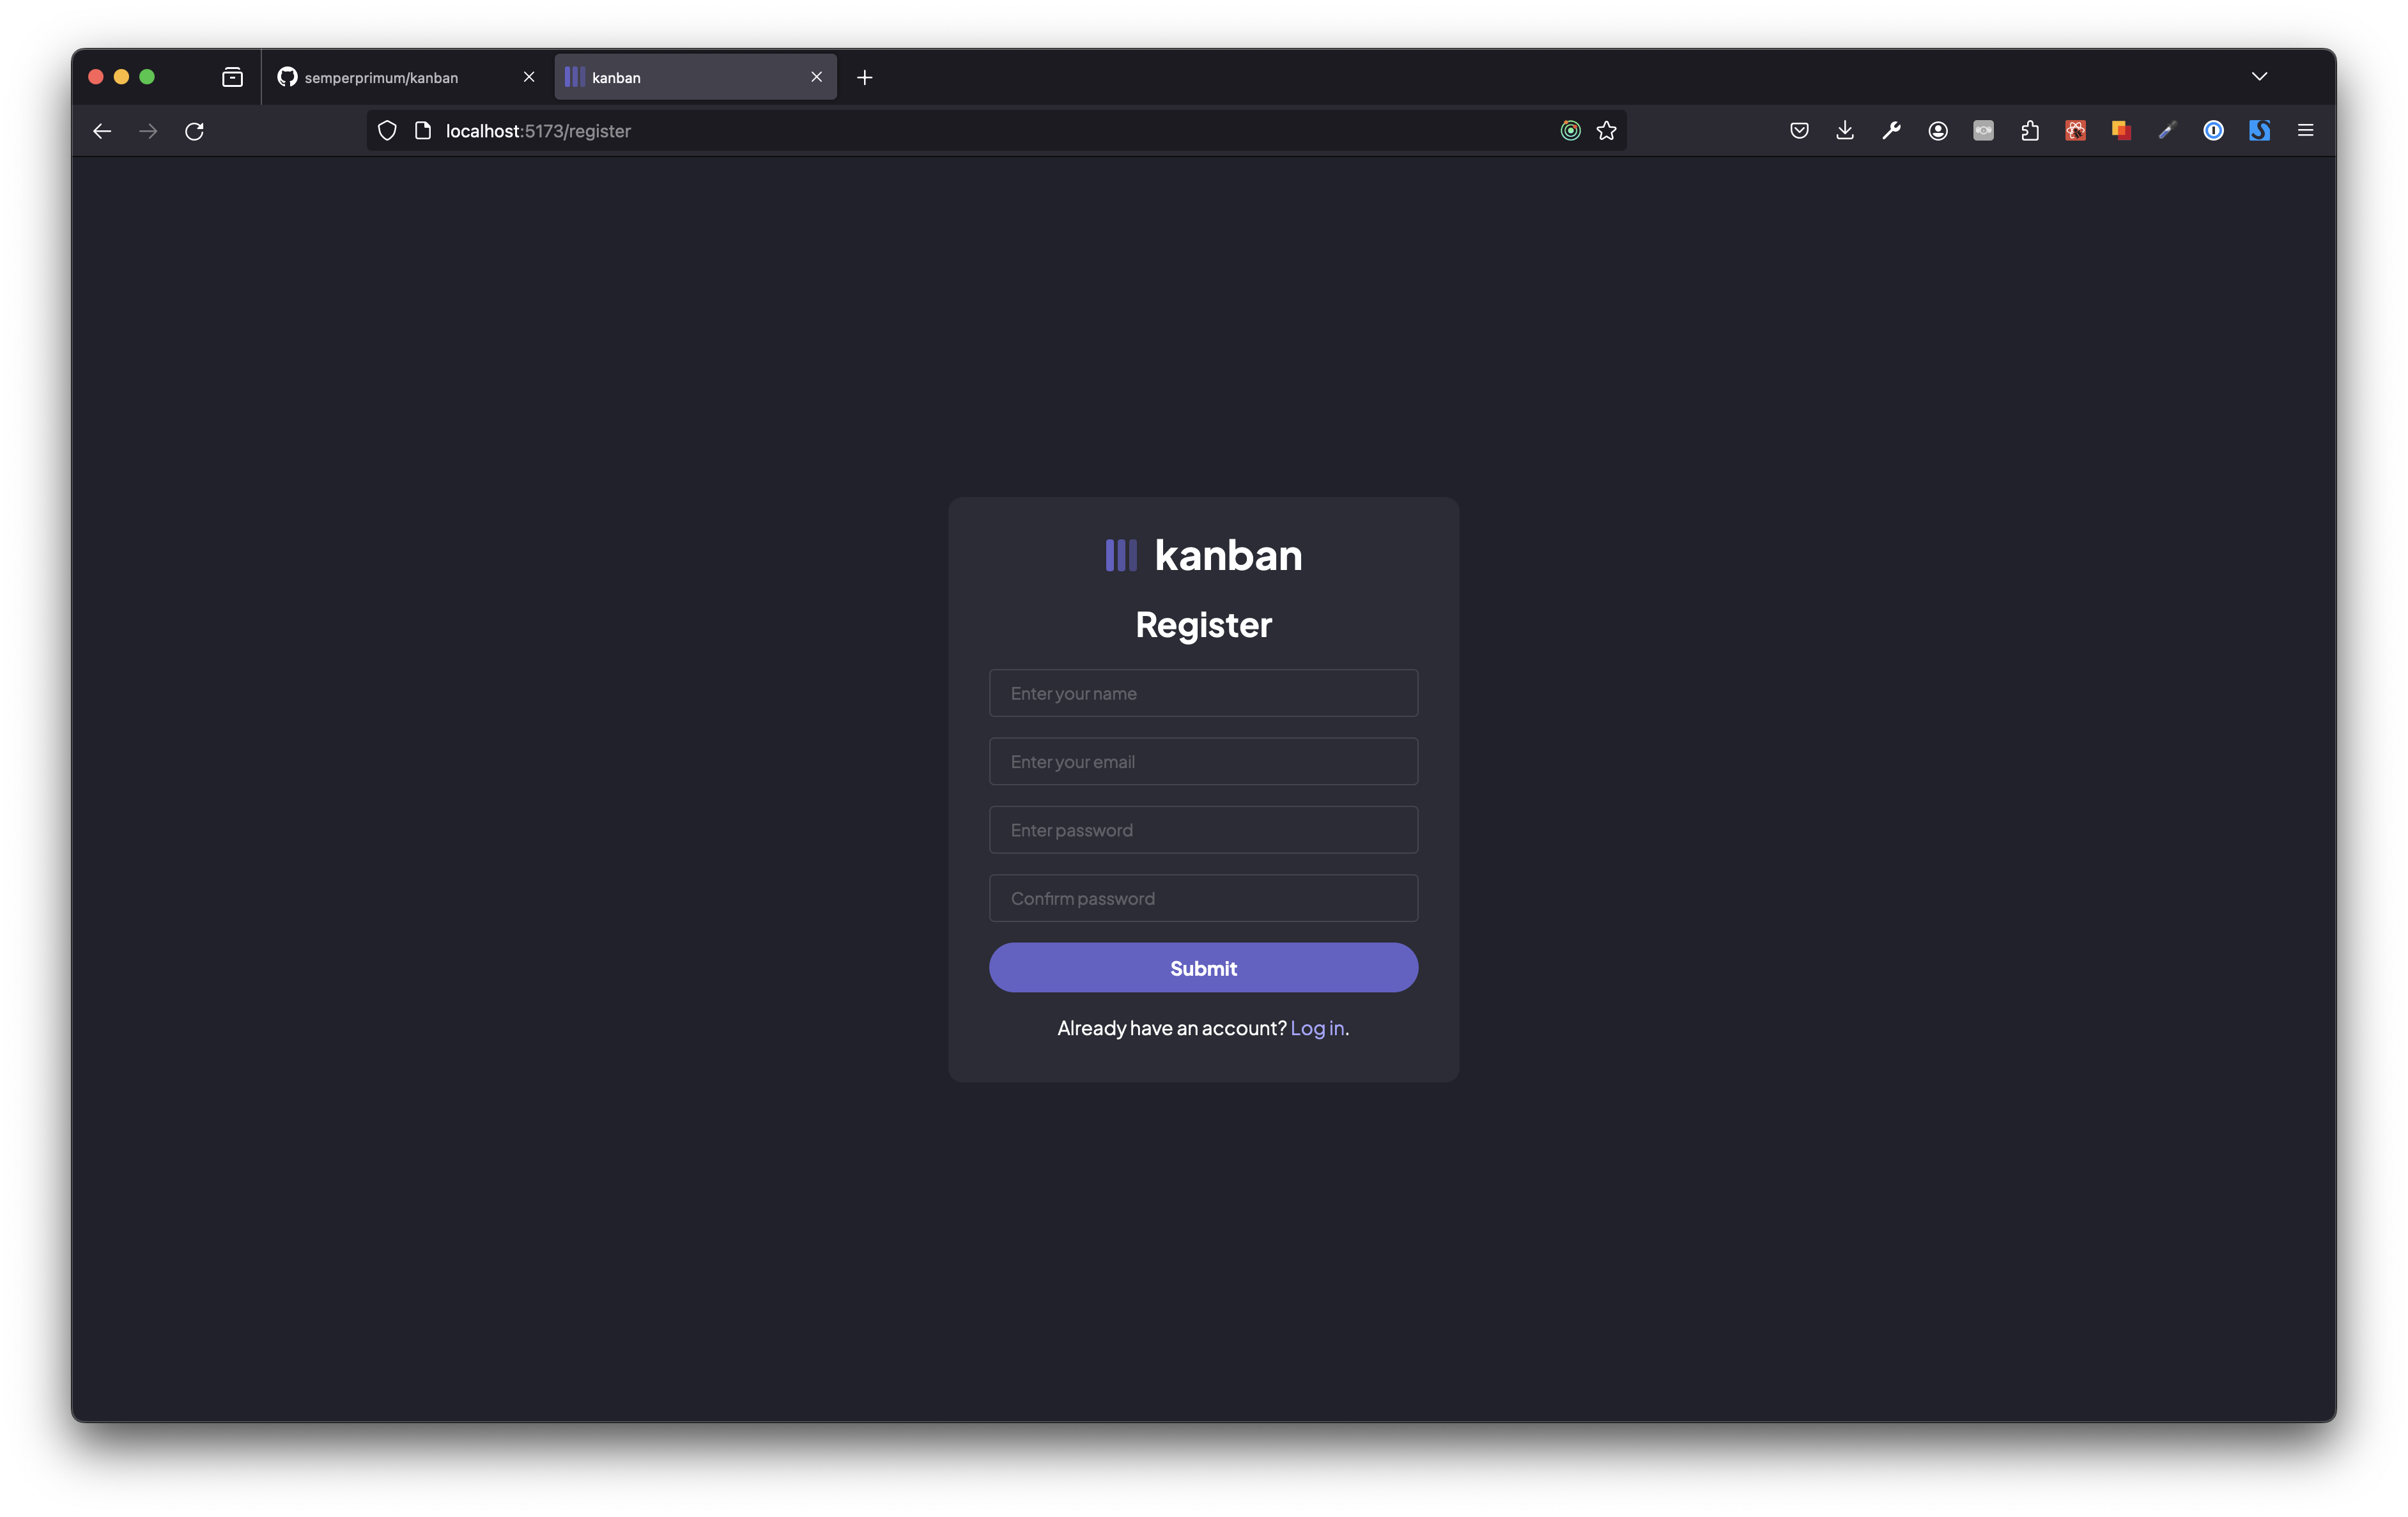 semperprimum/kanban
kanban
localhost:5173/register
kanban
Register
Enter your name
Enter your email
Enter password
Confirm password
Submit
Already have an account? Log in.